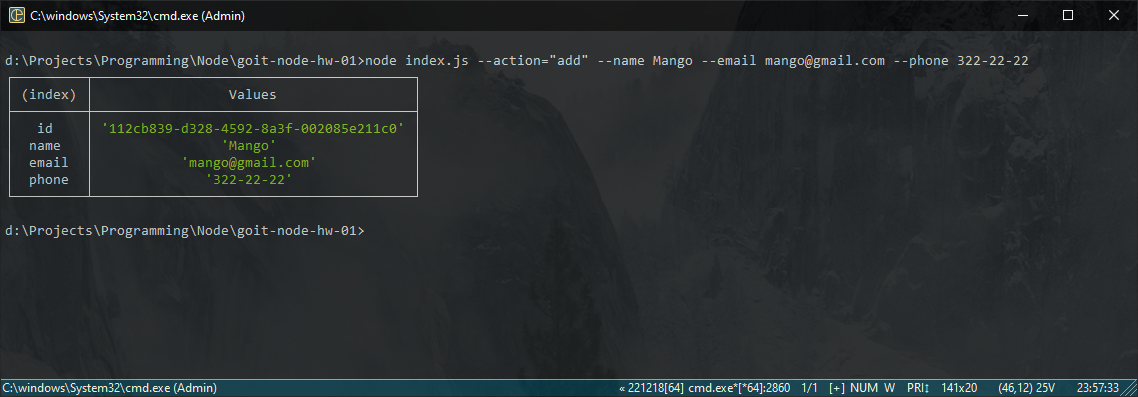 C:\windows\System32\cmd.exe (Admin)
d:\Projects\Programming\Node\goit-node-hw-01>node index.js --action="add" --name Mango --email mango@gmail.com --phone 322-22-22
(index) Values
id '112cb839-d328-4592-8a3f-002085e211c0'
name 'Mango'
email 'mango@gmail.com'
phone '322-22-22'
d:\Projects\Programming\Node\goit-node-hw-01>
C:\windows\System32\cmd.exe (Admin) « 221218[64] cmd.exe*[*64]:2860 1/1 [+] NUM W PRI↕ 141x20 (46,12) 25V 23:57:33